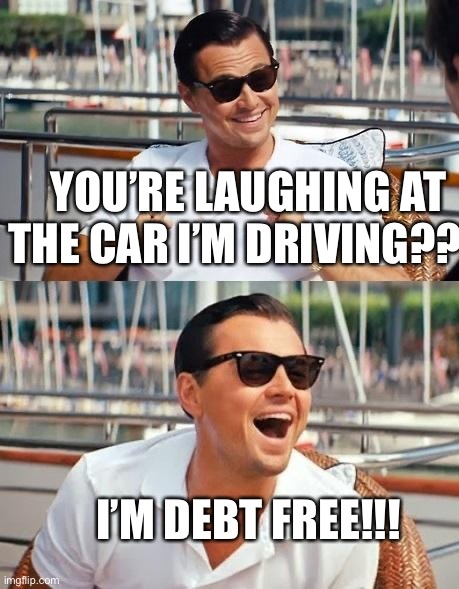 YOU’RE LAUGHING AT
THE CAR I’M DRIVING??
I’M DEBT FREE!!!
imgflip.com